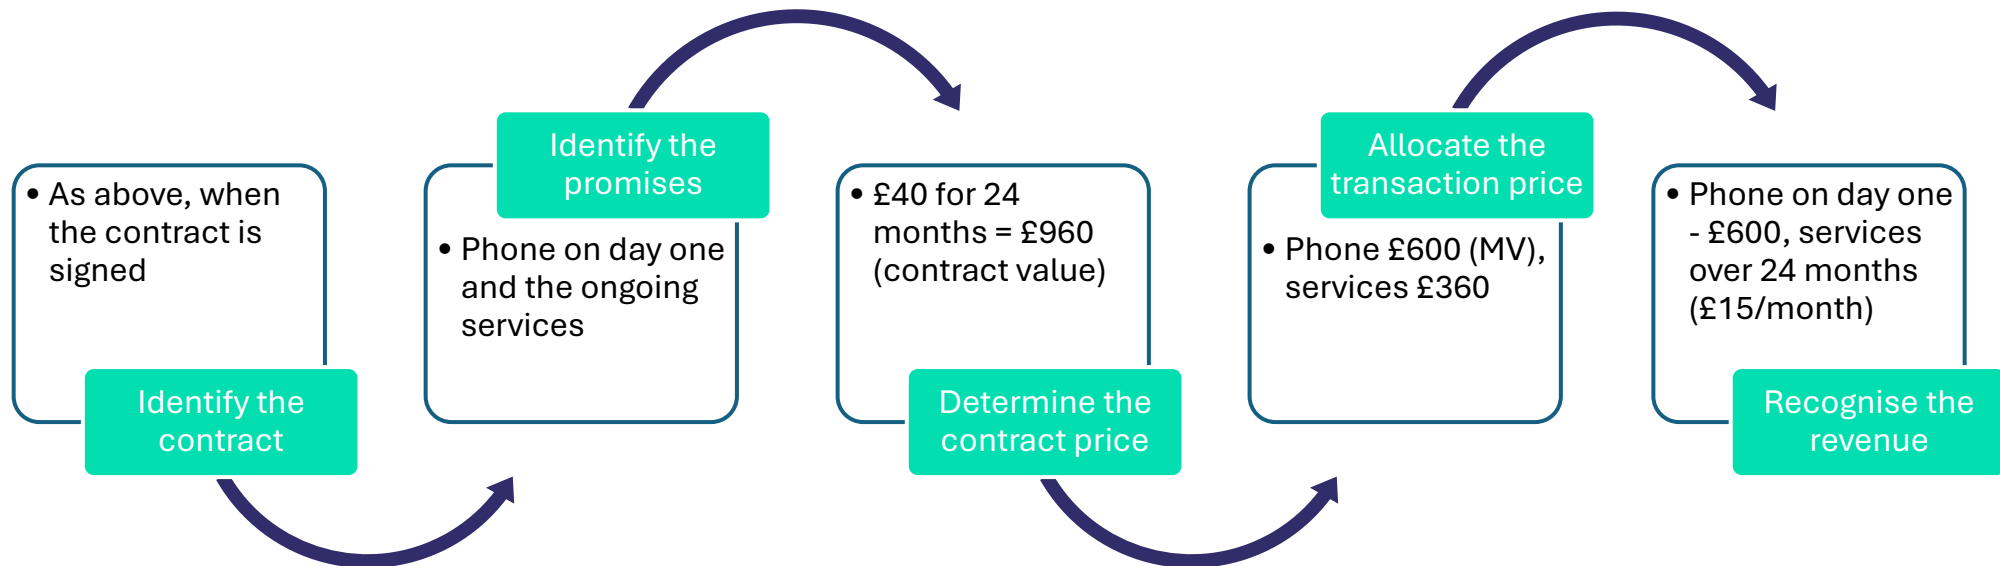 • As above, when
the contract is
signed
Identify the
contract
Identify the
promises
• Phone on day one
and the ongoing
services
• £40 for 24
months = £960
(contract value)
Determine the
contract price
Allocate the
transaction price
• Phone £600 (MV),
services £360
• Phone on day one
- £600, services
over 24 months
(£15/month)
Recognise the
revenue